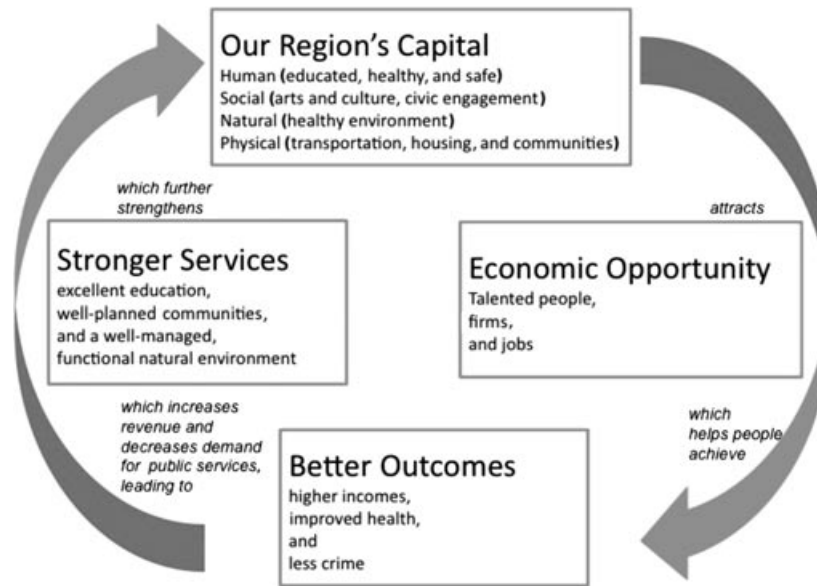 Our Region's Capital
Human (educated, healthy, and safe)
Social (arts and culture, civic engagement)
Natural (healthy environment)
Physical (transportation, housing, and communities)
attracts
Economic Opportunity
Talented people,
firms,
and jobs
which
helps people
achieve
Better Outcomes
higher incomes,
improved health,
and
less crime
which increases
revenue and
decreases demand
for public services,
leading to
Stronger Services
excellent education,
well-planned communities,
and a well-managed,
functional natural environment
which further
strengthens